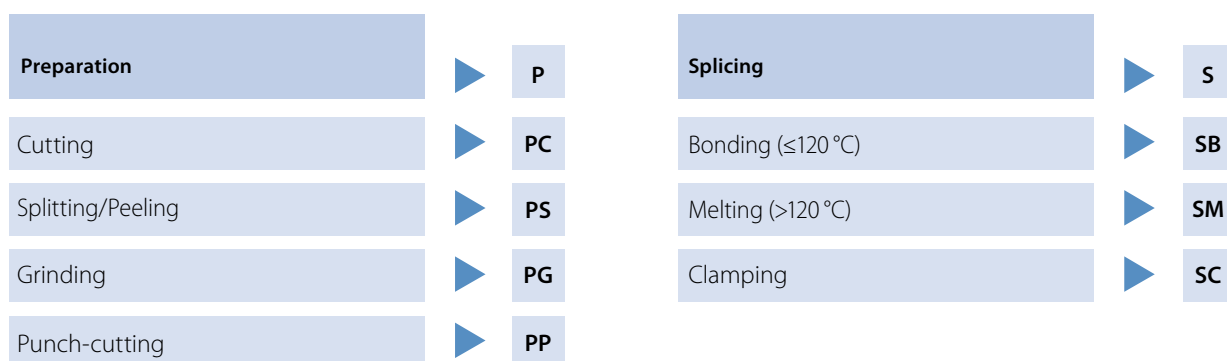 Preparation
P
Cutting
PC
Splitting/Peeling
PS
Grinding
PG
Punch-cutting
PP
Splicing
S
Bonding (≤120 °C)
SB
Melting (>120 °C)
SM
Clamping
SC